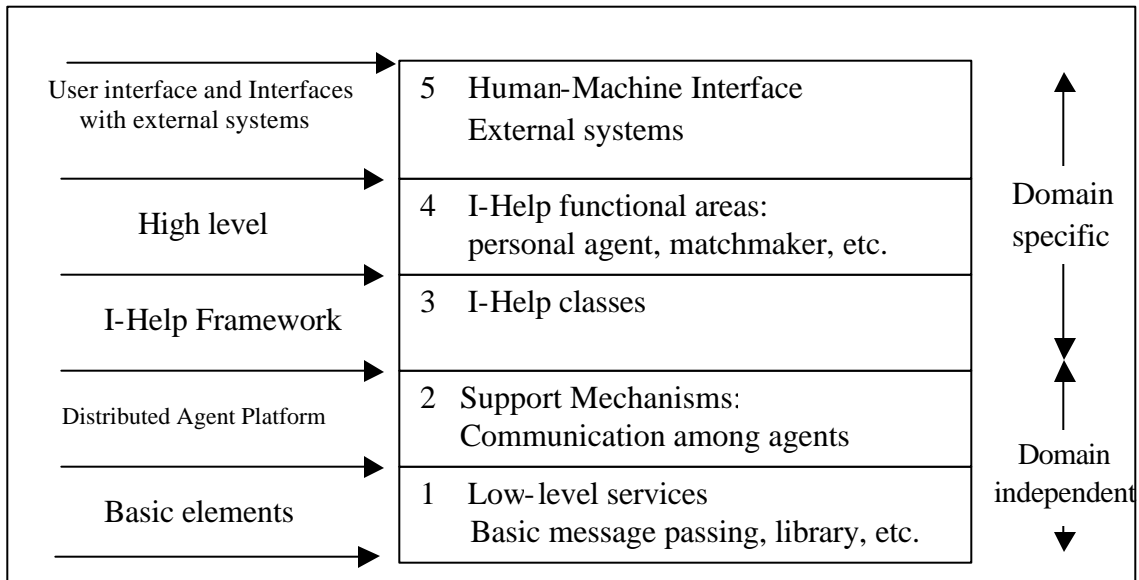 User interface and Interfaces
with external systems
5 Human-Machine Interface
External systems
High level
4 I-Help functional areas:
personal agent, matchmaker, etc.
Domain
specific
I-Help Framework
3 I-Help classes
Distributed Agent Platform
2 Support Mechanisms:
Communication among agents
Basic elements
1 Low-level services
Basic message passing, library, etc.
Domain
independent